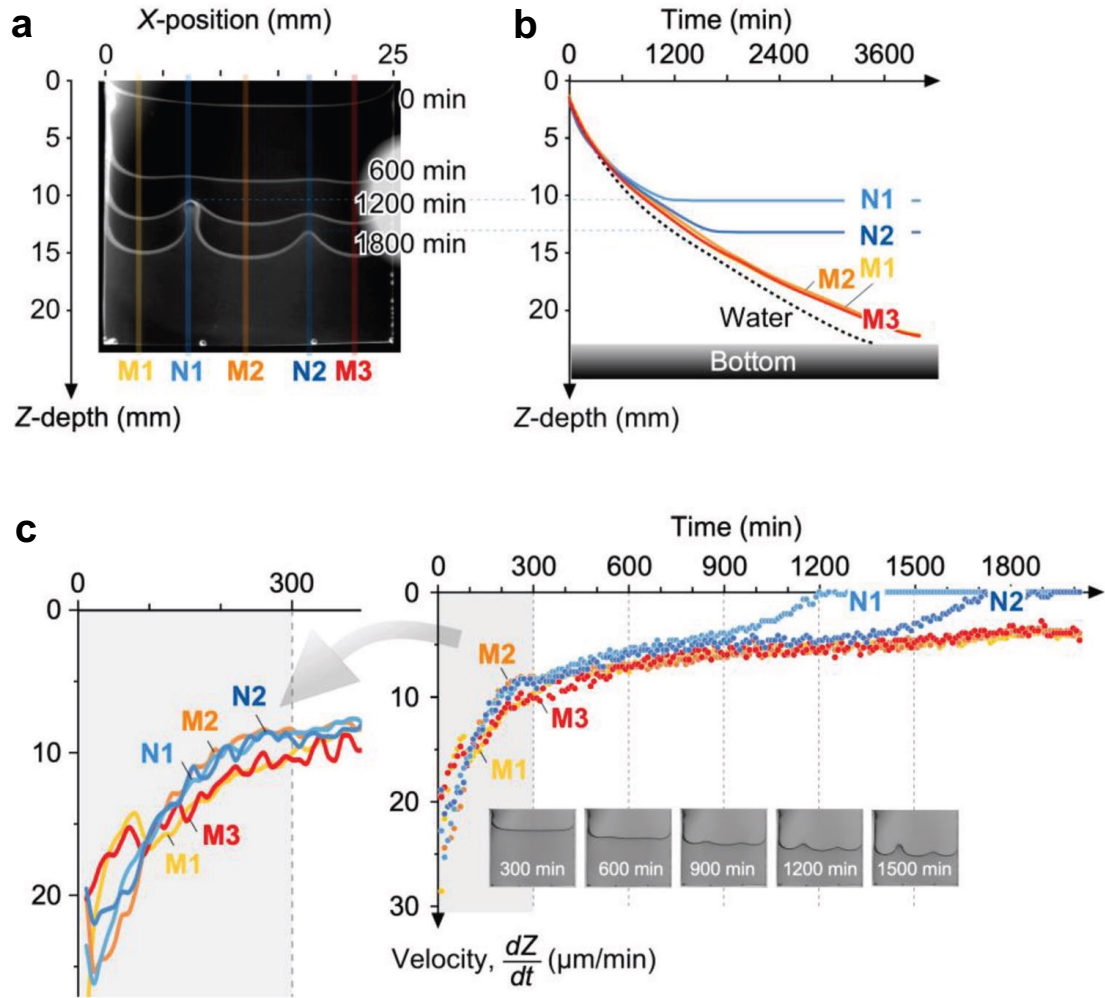 a
X-position (mm)
0 25
0
5
10
15
20
0 min
600 min
1200 min
1800 min
M1 N1 M2 N2 M3
Z-depth (mm)
b
Time (min)
0 1200 2400 3600
0
5
10
15
20
N1
N2
M1
M2
M3
Water
Bottom
Z-depth (mm)
c
0 300
0
10
20
N2
M2
N1
M3
M1
Time (min)
0 300 600 900 1200 1500 1800
0
10
20
30
N1 N2
M2
M3
M1
300 min 600 min 900 min 1200 min 1500 min
Velocity, dZ/dt (µm/min)